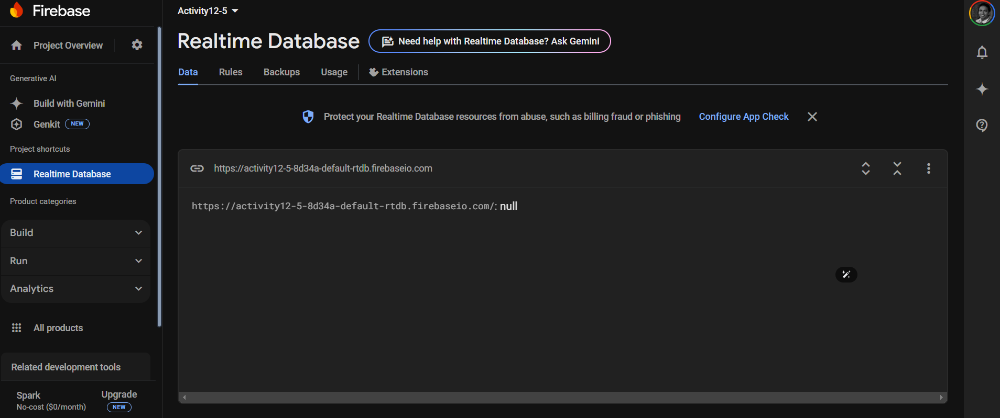 Firebase
Project Overview
Generative AI
Build with Gemini
Genkit NEW
Project shortcuts
Realtime Database
Product categories
Build
Run
Analytics
All products
Related development tools
Spark
No-cost ($0/month)
Upgrade
NEW
Activity12-5
Realtime Database
Need help with Realtime Database? Ask Gemini
Data Rules Backups Usage Extensions
Protect your Realtime Database resources from abuse, such as billing fraud or phishing Configure App Check
https://activity12-5-8d34a-default-rtdb.firebaseio.com
https://activity12-5-8d34a-default-rtdb.firebaseio.com/: null